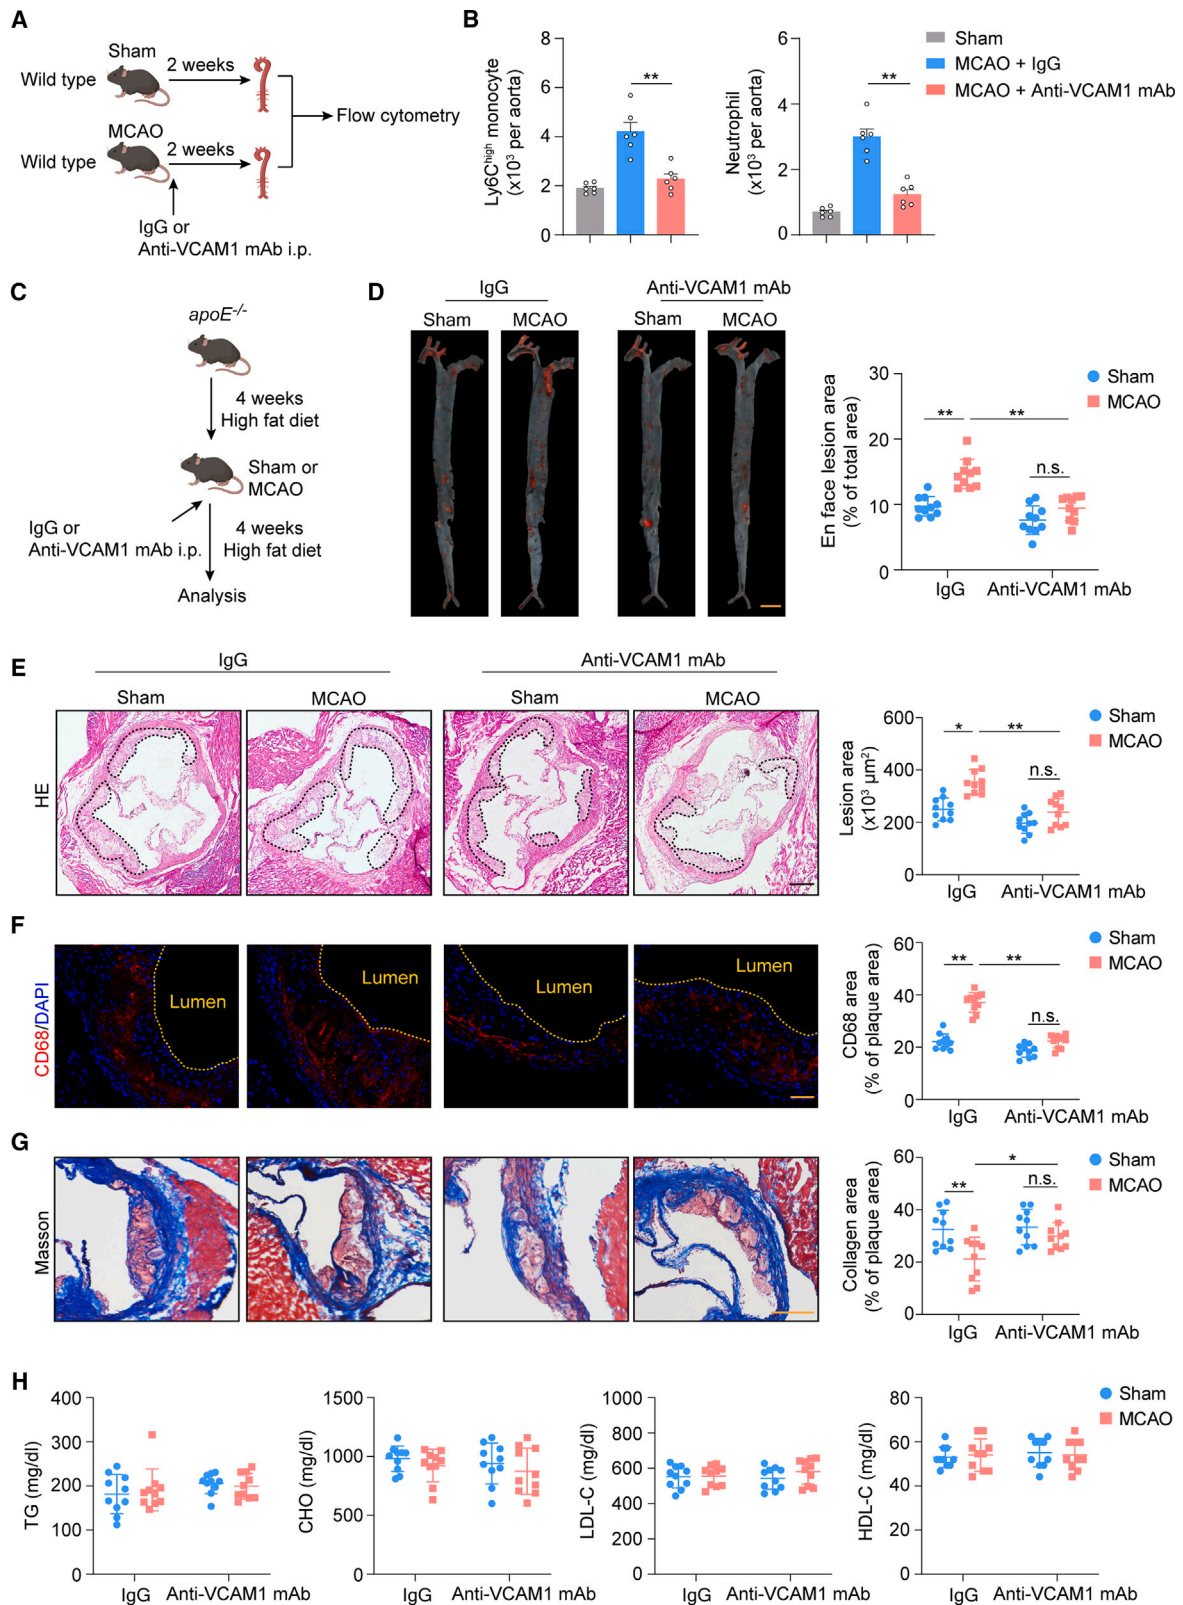 A
Sham
Wild type
2 weeks
MCAO
Wild type
2 weeks
Flow cytometry
IgG or
Anti-VCAM1 mAb i.p.
B
8
6
4
2
0
Ly6Chigh monocyte
(x10³ per aorta)
**
6
4
2
0
Neutrophil
(x10³ per aorta)
**
Sham
MCAO + IgG
MCAO + Anti-VCAM1 mAb
C
apoE-/-
4 weeks
High fat diet
Sham or
MCAO
IgG or
Anti-VCAM1 mAb i.p.
4 weeks
High fat diet
Analysis
D
IgG
Anti-VCAM1 mAb
Sham
MCAO
Sham
MCAO
En face lesion area
(% of total area)
30
20
10
0
**
**
n.s.
IgG
Anti-VCAM1 mAb
Sham
MCAO
E
IgG
Anti-VCAM1 mAb
Sham
MCAO
Sham
MCAO
HE
Lesion area
(x10³ μm²)
600
400
200
0
*
**
n.s.
IgG
Anti-VCAM1 mAb
Sham
MCAO
F
CD68/DAPI
Lumen
Lumen
Lumen
Lumen
CD68 area
(% of plaque area)
60
40
20
0
**
**
n.s.
IgG
Anti-VCAM1 mAb
Sham
MCAO
G
Masson
Collagen area
(% of plaque area)
60
40
20
0
**
*
n.s.
IgG
Anti-VCAM1 mAb
Sham
MCAO
H
TG (mg/dl)
400
300
200
100
0
IgG
Anti-VCAM1 mAb
CHO (mg/dl)
1500
1000
500
0
IgG
Anti-VCAM1 mAb
LDL-C (mg/dl)
1000
800
600
400
200
0
IgG
Anti-VCAM1 mAb
HDL-C (mg/dl)
80
60
40
20
0
IgG
Anti-VCAM1 mAb
Sham
MCAO